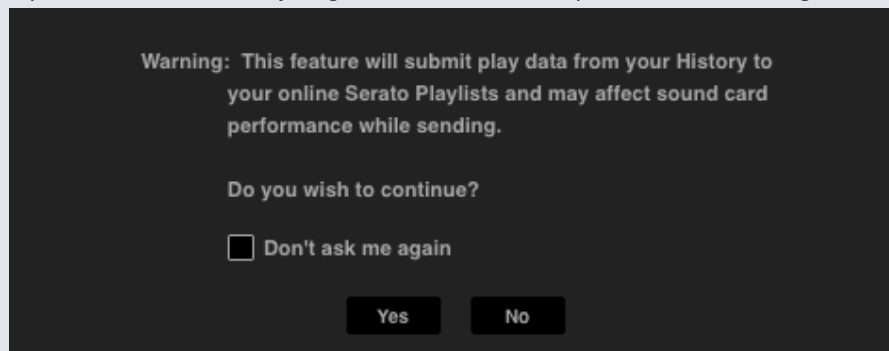 Warning: This feature will submit play data from your History to
your online Serato Playlists and may affect sound card
performance while sending.
Do you wish to continue?
Don't ask me again
Yes No